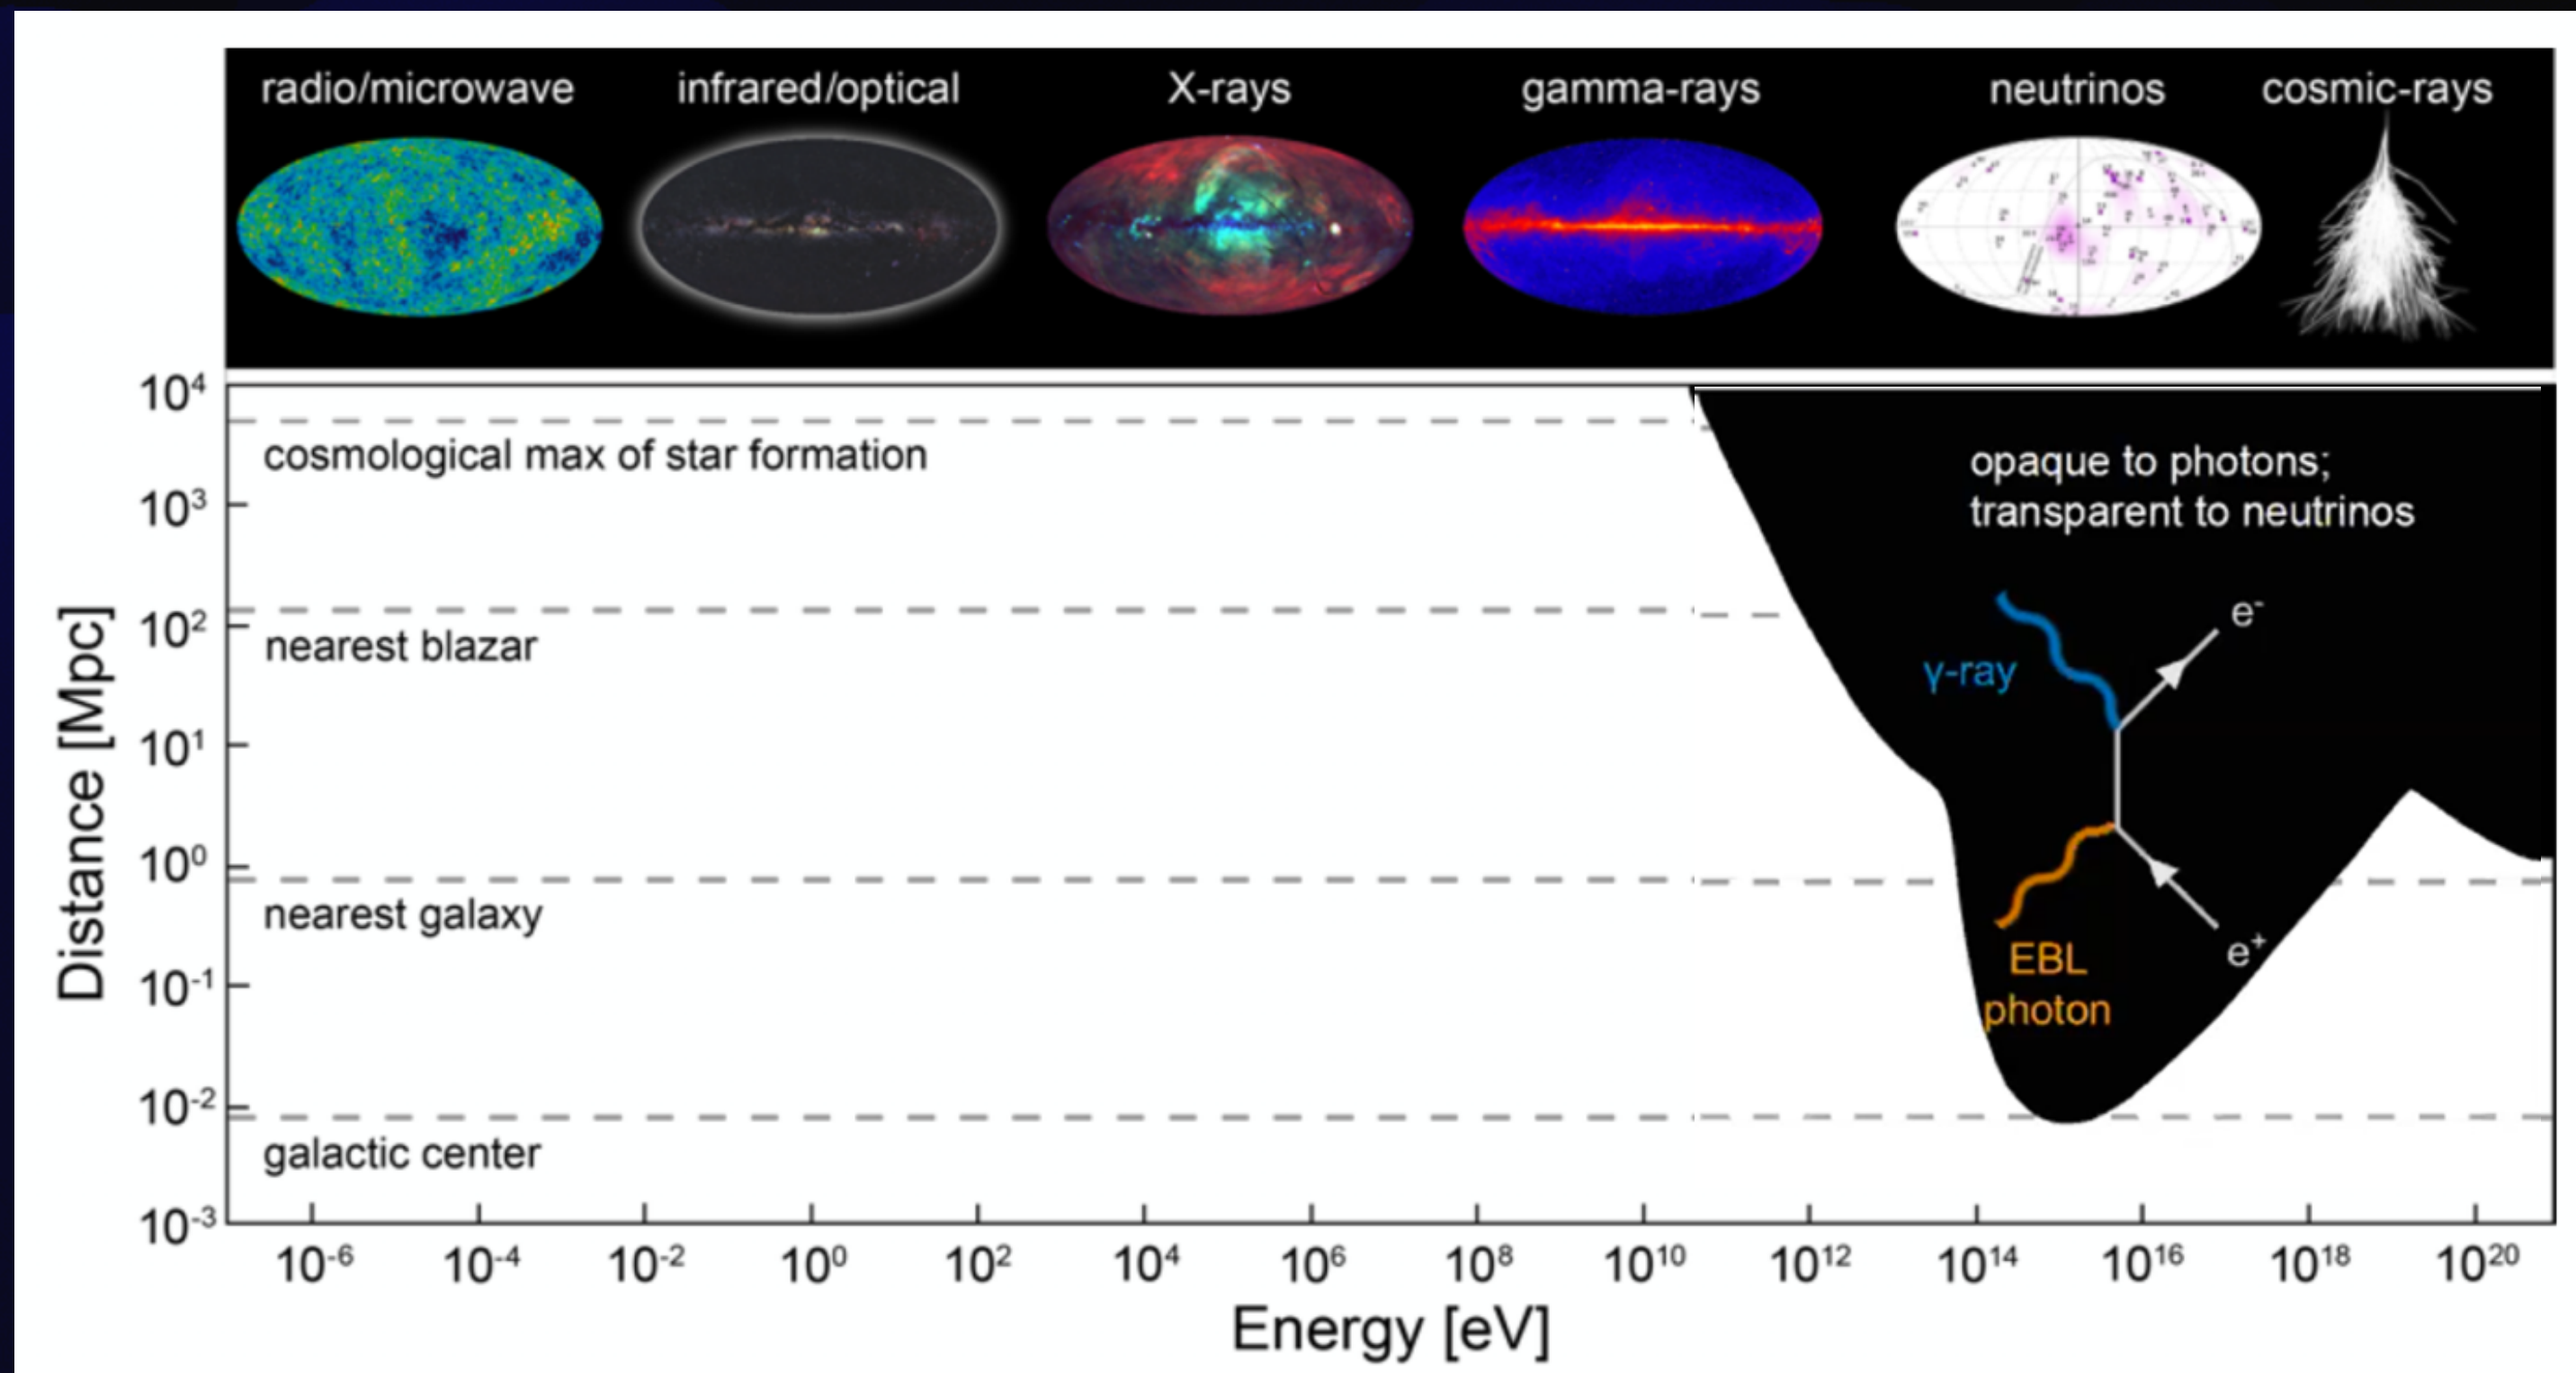 radio/microwave infrared/optical X-rays gamma-rays neutrinos cosmic-rays
10⁴
cosmological max of star formation
opaque to photons;
10³
transparent to neutrinos
10²
nearest blazar
e⁻
γ-ray
10¹
10⁰
nearest galaxy
e⁺
EBL
photon
10⁻¹
10⁻²
galactic center
10⁻³
Distance [Mpc]
10⁻⁶ 10⁻⁴ 10⁻² 10⁰ 10² 10⁴ 10⁶ 10⁸ 10¹⁰ 10¹² 10¹⁴ 10¹⁶ 10¹⁸ 10²⁰
Energy [eV]